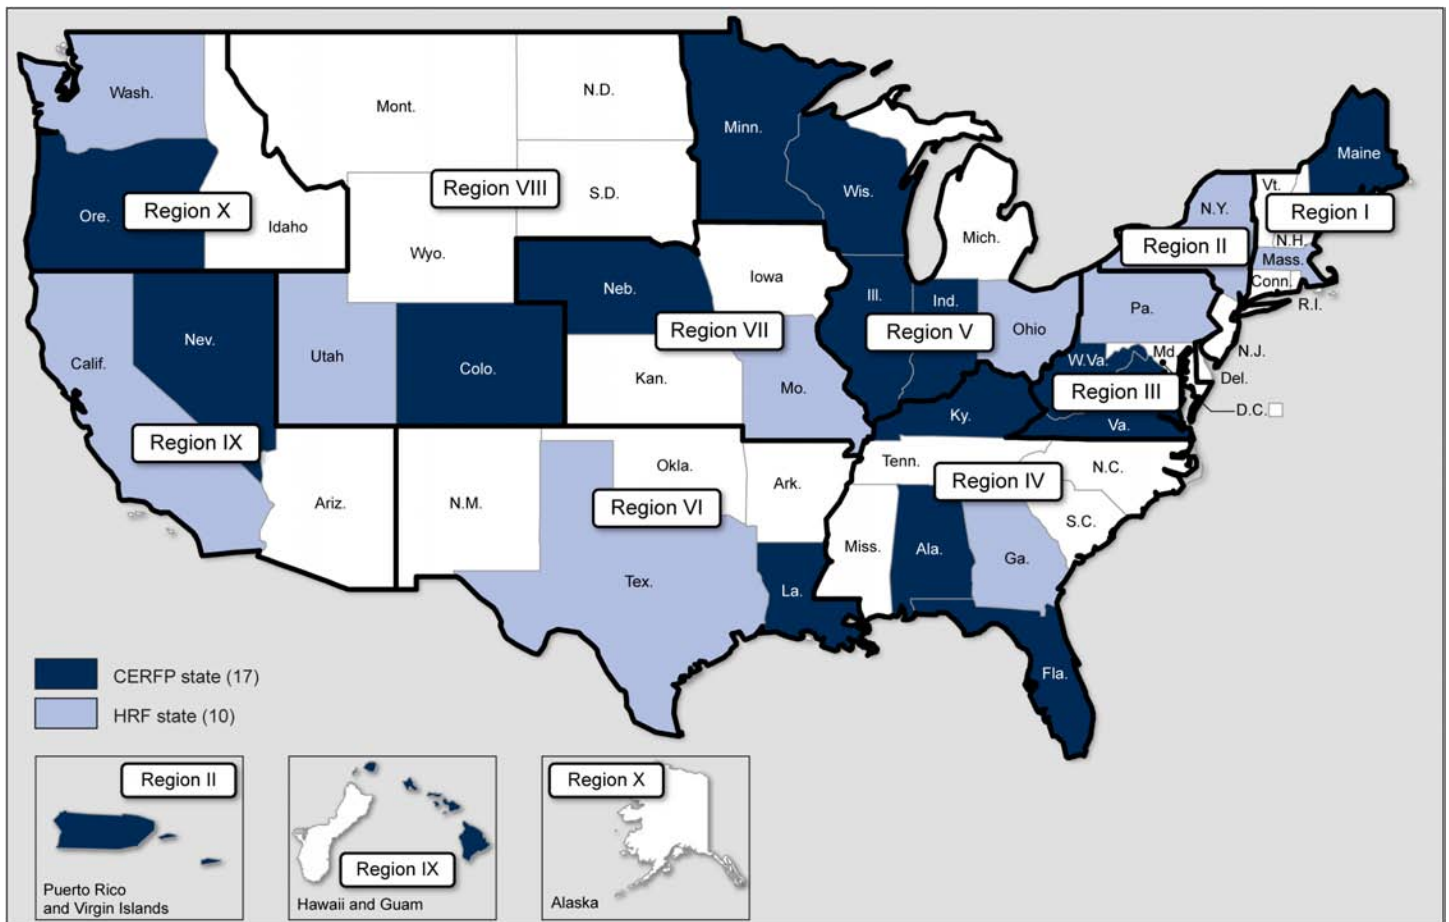 Wash.
Mont.
N.D.
Minn.
Maine
Ore.
Region X
Idaho
Region VIII
S.D.
Wis.
Mich.
Vt.
N.Y.
Region I
Region II
N.H.
Mass.
Conn.
R.I.
Wyo.
Neb.
Iowa
Ill.
Ind.
Ohio
Pa.
N.J.
Nev.
Calif.
Utah
Colo.
Region VII
Region V
W.Va.
Md.
Del.
Kan.
Mo.
Region III
D.C.
Ky.
Va.
Region IX
Ariz.
N.M.
Okla.
Ark.
Tenn.
N.C.
Region IV
Region VI
S.C.
Miss.
Ala.
Ga.
Tex.
La.
Fla.
CERFP state (17)
HRF state (10)
Region II
Puerto Rico
and Virgin Islands
Region IX
Hawaii and Guam
Region X
Alaska